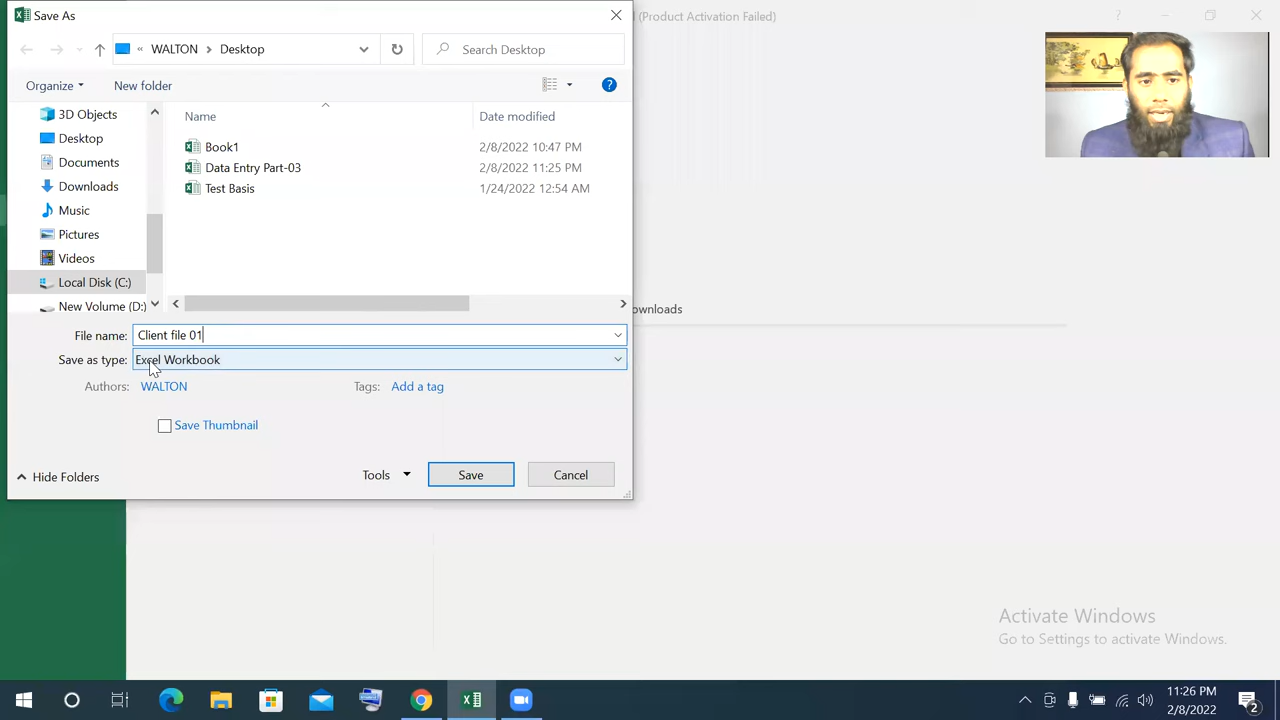 Save As
l (Product Activation Failed)
?
« WALTON > Desktop
Search Desktop
Organize
New folder
?
3D Objects
Desktop
Documents
Downloads
Music
Pictures
Videos
Local Disk (C:)
New Volume (D:)
Name
Date modified
Book1
2/8/2022 10:47 PM
Data Entry Part-03
2/8/2022 11:25 PM
Test Basis
1/24/2022 12:54 AM
ownloads
File name: Client file 01
Save as type: Excel Workbook
Authors: WALTON
Tags: Add a tag
Save Thumbnail
Hide Folders
Tools
Save
Cancel
Activate Windows
Go to Settings to activate Windows.
11:26 PM
2/8/2022
2